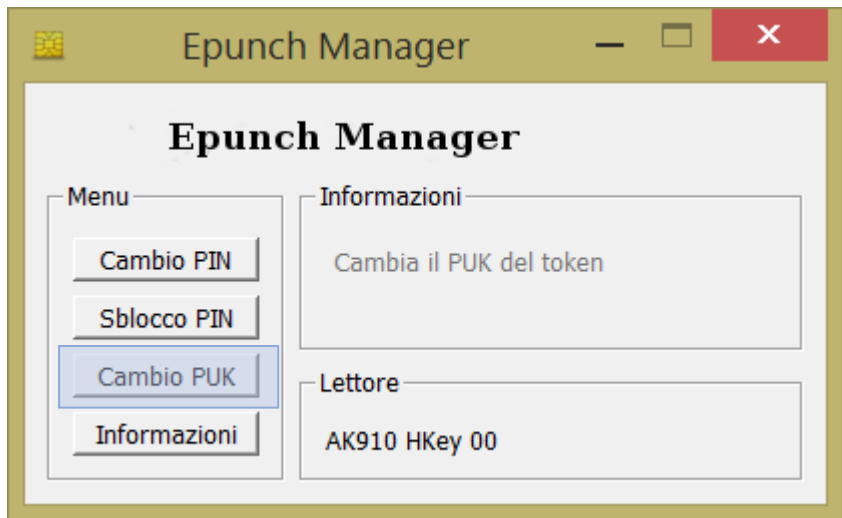 Epunch Manager
Epunch Manager
Menu
Cambio PIN
Sblocco PIN
Cambio PUK
Informazioni
Informazioni
Cambia il PUK del token
Lettore
AK910 HKey 00